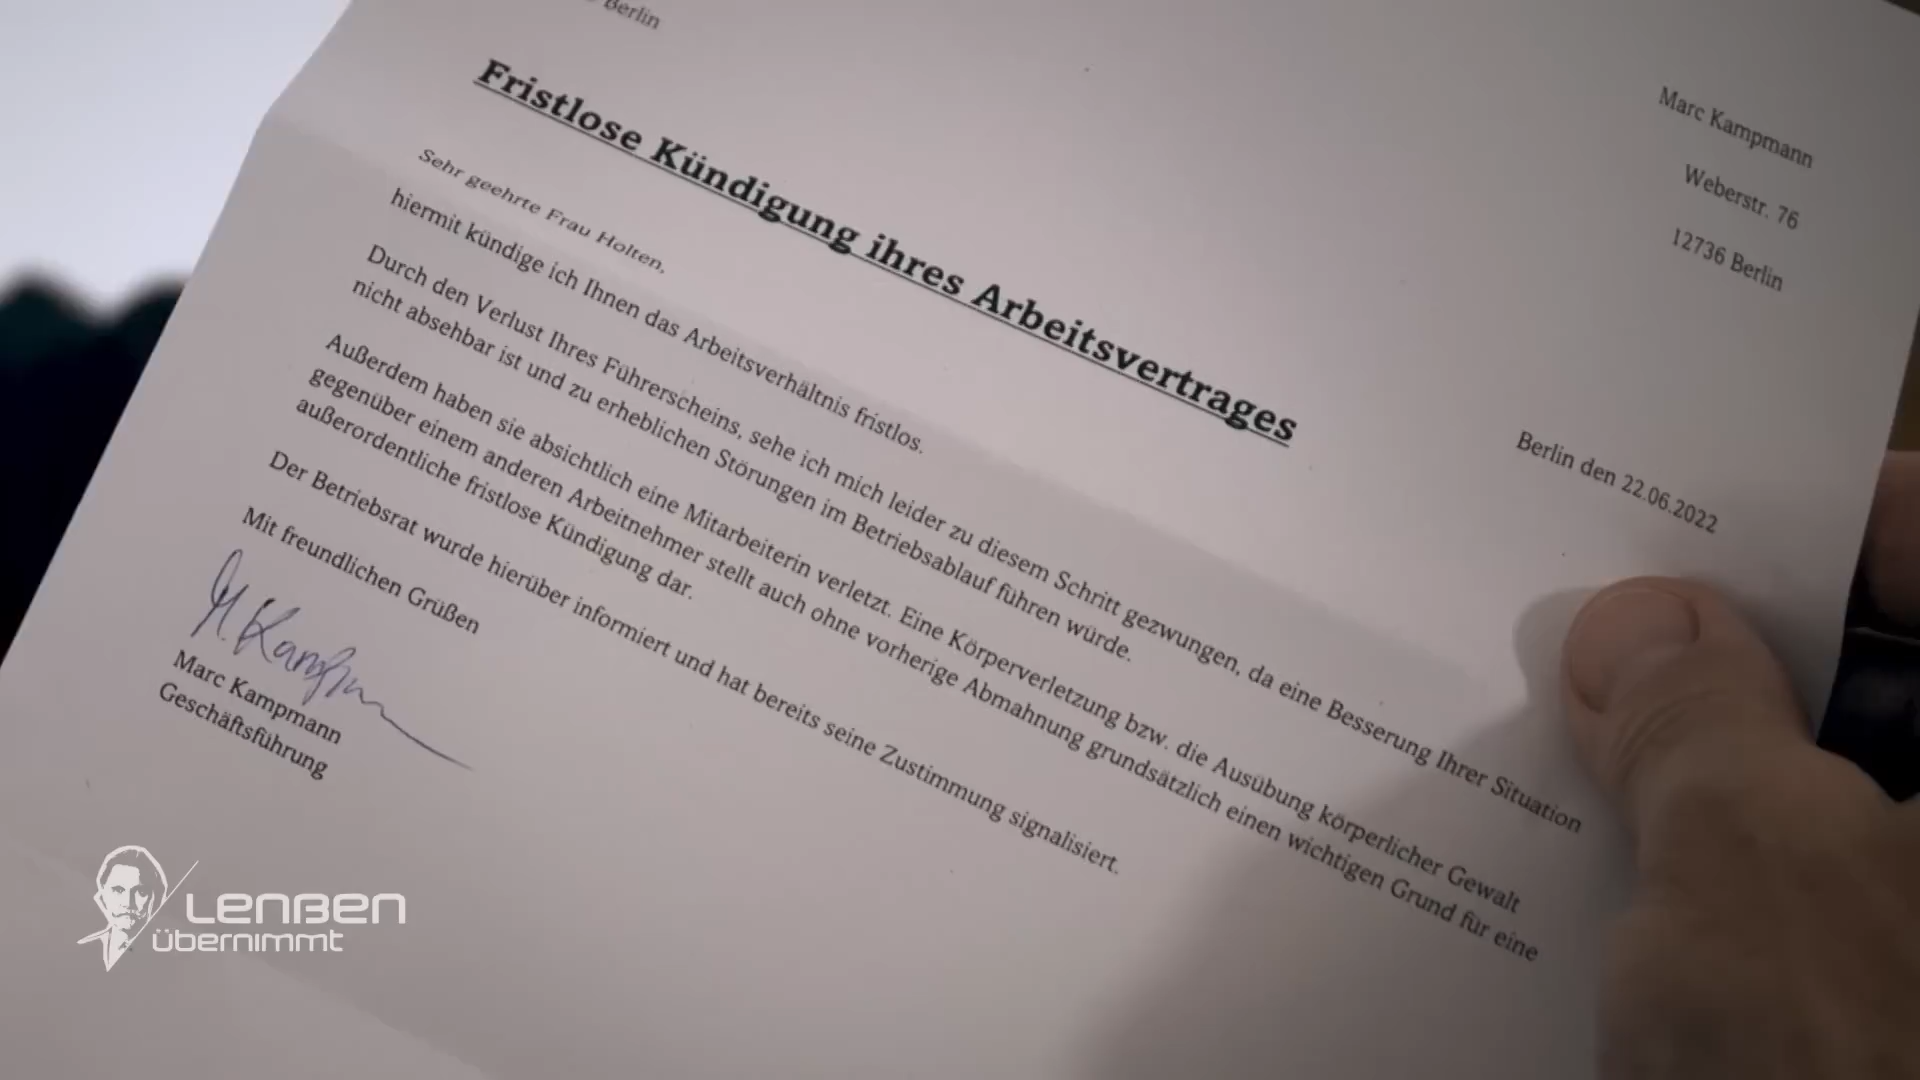 Berlin
Marc Kampmann
Weberstr. 76
12736 Berlin
Berlin den 22.06.2022
Fristlose Kündigung ihres Arbeitsvertrages
Sehr geehrte Frau Holten,
hiermit kündige ich Ihnen das Arbeitsverhältnis fristlos.
Durch den Verlust Ihres Führerscheins, sehe ich mich leider zu diesem Schritt gezwungen, da eine Besserung Ihrer Situation
nicht absehbar ist und zu erheblichen Störungen im Betriebsablauf führen würde.
Außerdem haben sie absichtlich eine Mitarbeiterin verletzt. Eine Körperverletzung bzw. die Ausübung körperlicher Gewalt
gegenüber einem anderen Arbeitnehmer stellt auch ohne vorherige Abmahnung grundsätzlich einen wichtigen Grund für eine
außerordentliche fristlose Kündigung dar.
Der Betriebsrat wurde hierüber informiert und hat bereits seine Zustimmung signalisiert.
Mit freundlichen Grüßen
M. Kampmann
Marc Kampmann
Geschäftsführung
LENßEN
übernimmt